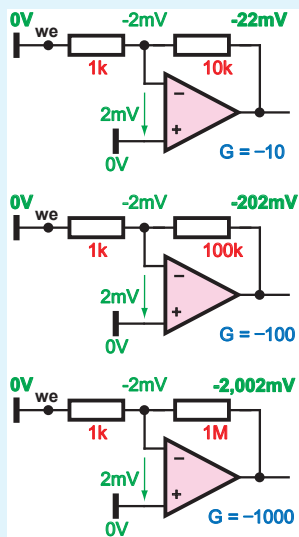 0V -2mV -22mV
we
1k 10k
2mV
−
+
0V
G = −10
0V -2mV -202mV
we
1k 100k
2mV
−
+
0V
G = −100
0V -2mV -2,002mV
we
1k 1M
2mV
−
+
0V
G = −1000